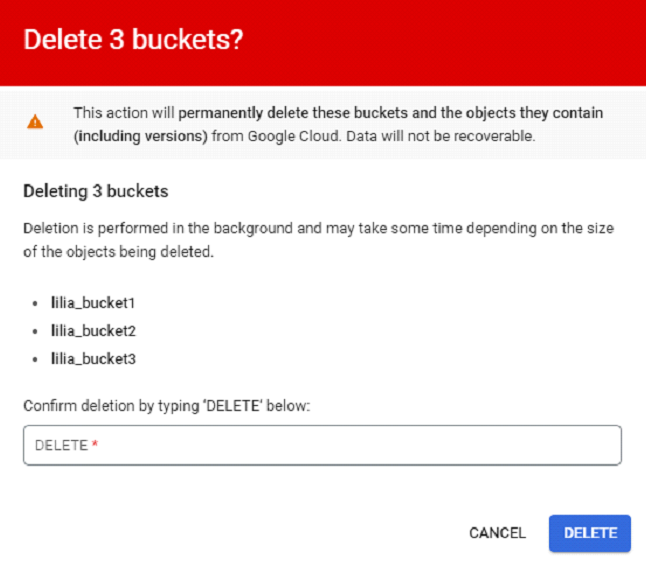 Delete 3 buckets?
This action will permanently delete these buckets and the objects they contain
(including versions) from Google Cloud. Data will not be recoverable.
Deleting 3 buckets
Deletion is performed in the background and may take some time depending on the size
of the objects being deleted.
• lilia_bucket1
• lilia_bucket2
• lilia_bucket3
Confirm deletion by typing 'DELETE' below:
DELETE *
CANCEL DELETE